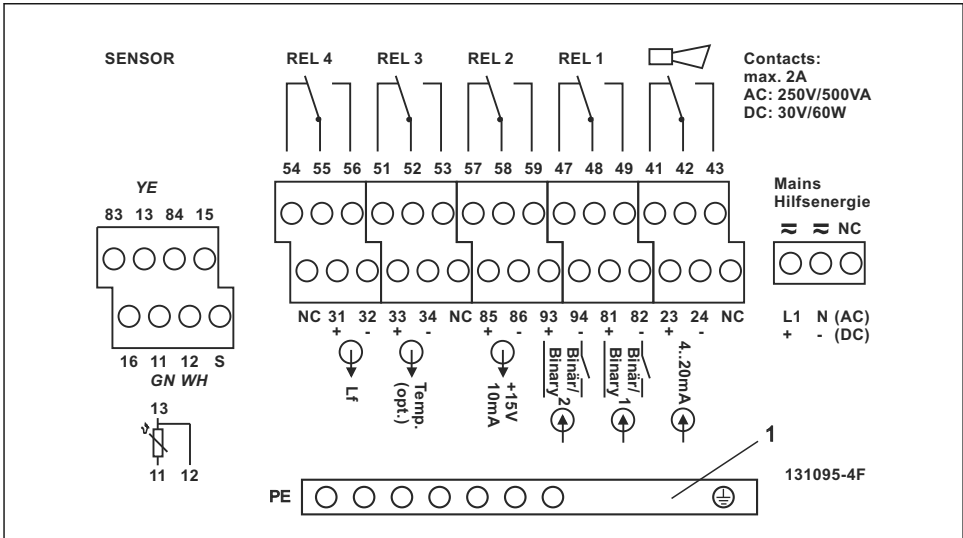 SENSOR
REL 4 REL 3 REL 2 REL 1
Contacts:
max. 2A
AC: 250V/500VA
DC: 30V/60W
54 55 56 51 52 53 57 58 59 47 48 49 41 42 43
YE
83 13 84 15
16 11 12 S
GN WH
13
11 12
Mains
Hilfsenergie
≂ ≂ NC
L1 N (AC)
+ - (DC)
NC 31 32 33 34 NC 85 86 93 94 81 82 23 24 NC
+ - + - + - + - + - + -
Lf
Temp.
(opt.)
+15V
10mA
Binär/
Binary 2
Binär/
Binary 1
4..20mA
1
131095-4F
PE